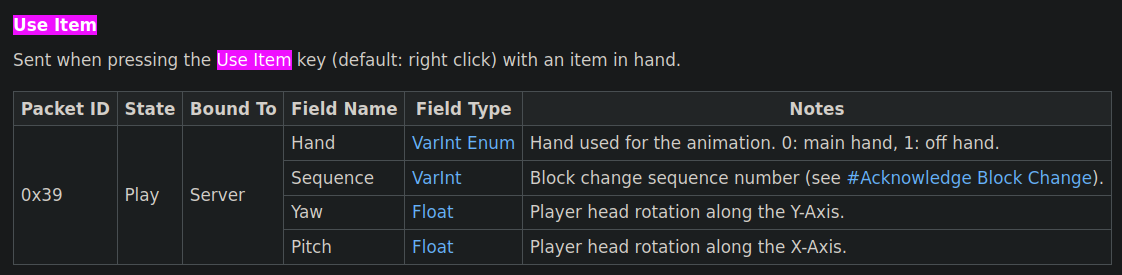 Use Item
Sent when pressing the Use Item key (default: right click) with an item in hand.
Packet ID State Bound To Field Name Field Type Notes
0x39 Play Server
Hand VarInt Enum Hand used for the animation. 0: main hand, 1: off hand.
Sequence VarInt Block change sequence number (see #Acknowledge Block Change).
Yaw Float Player head rotation along the Y-Axis.
Pitch Float Player head rotation along the X-Axis.